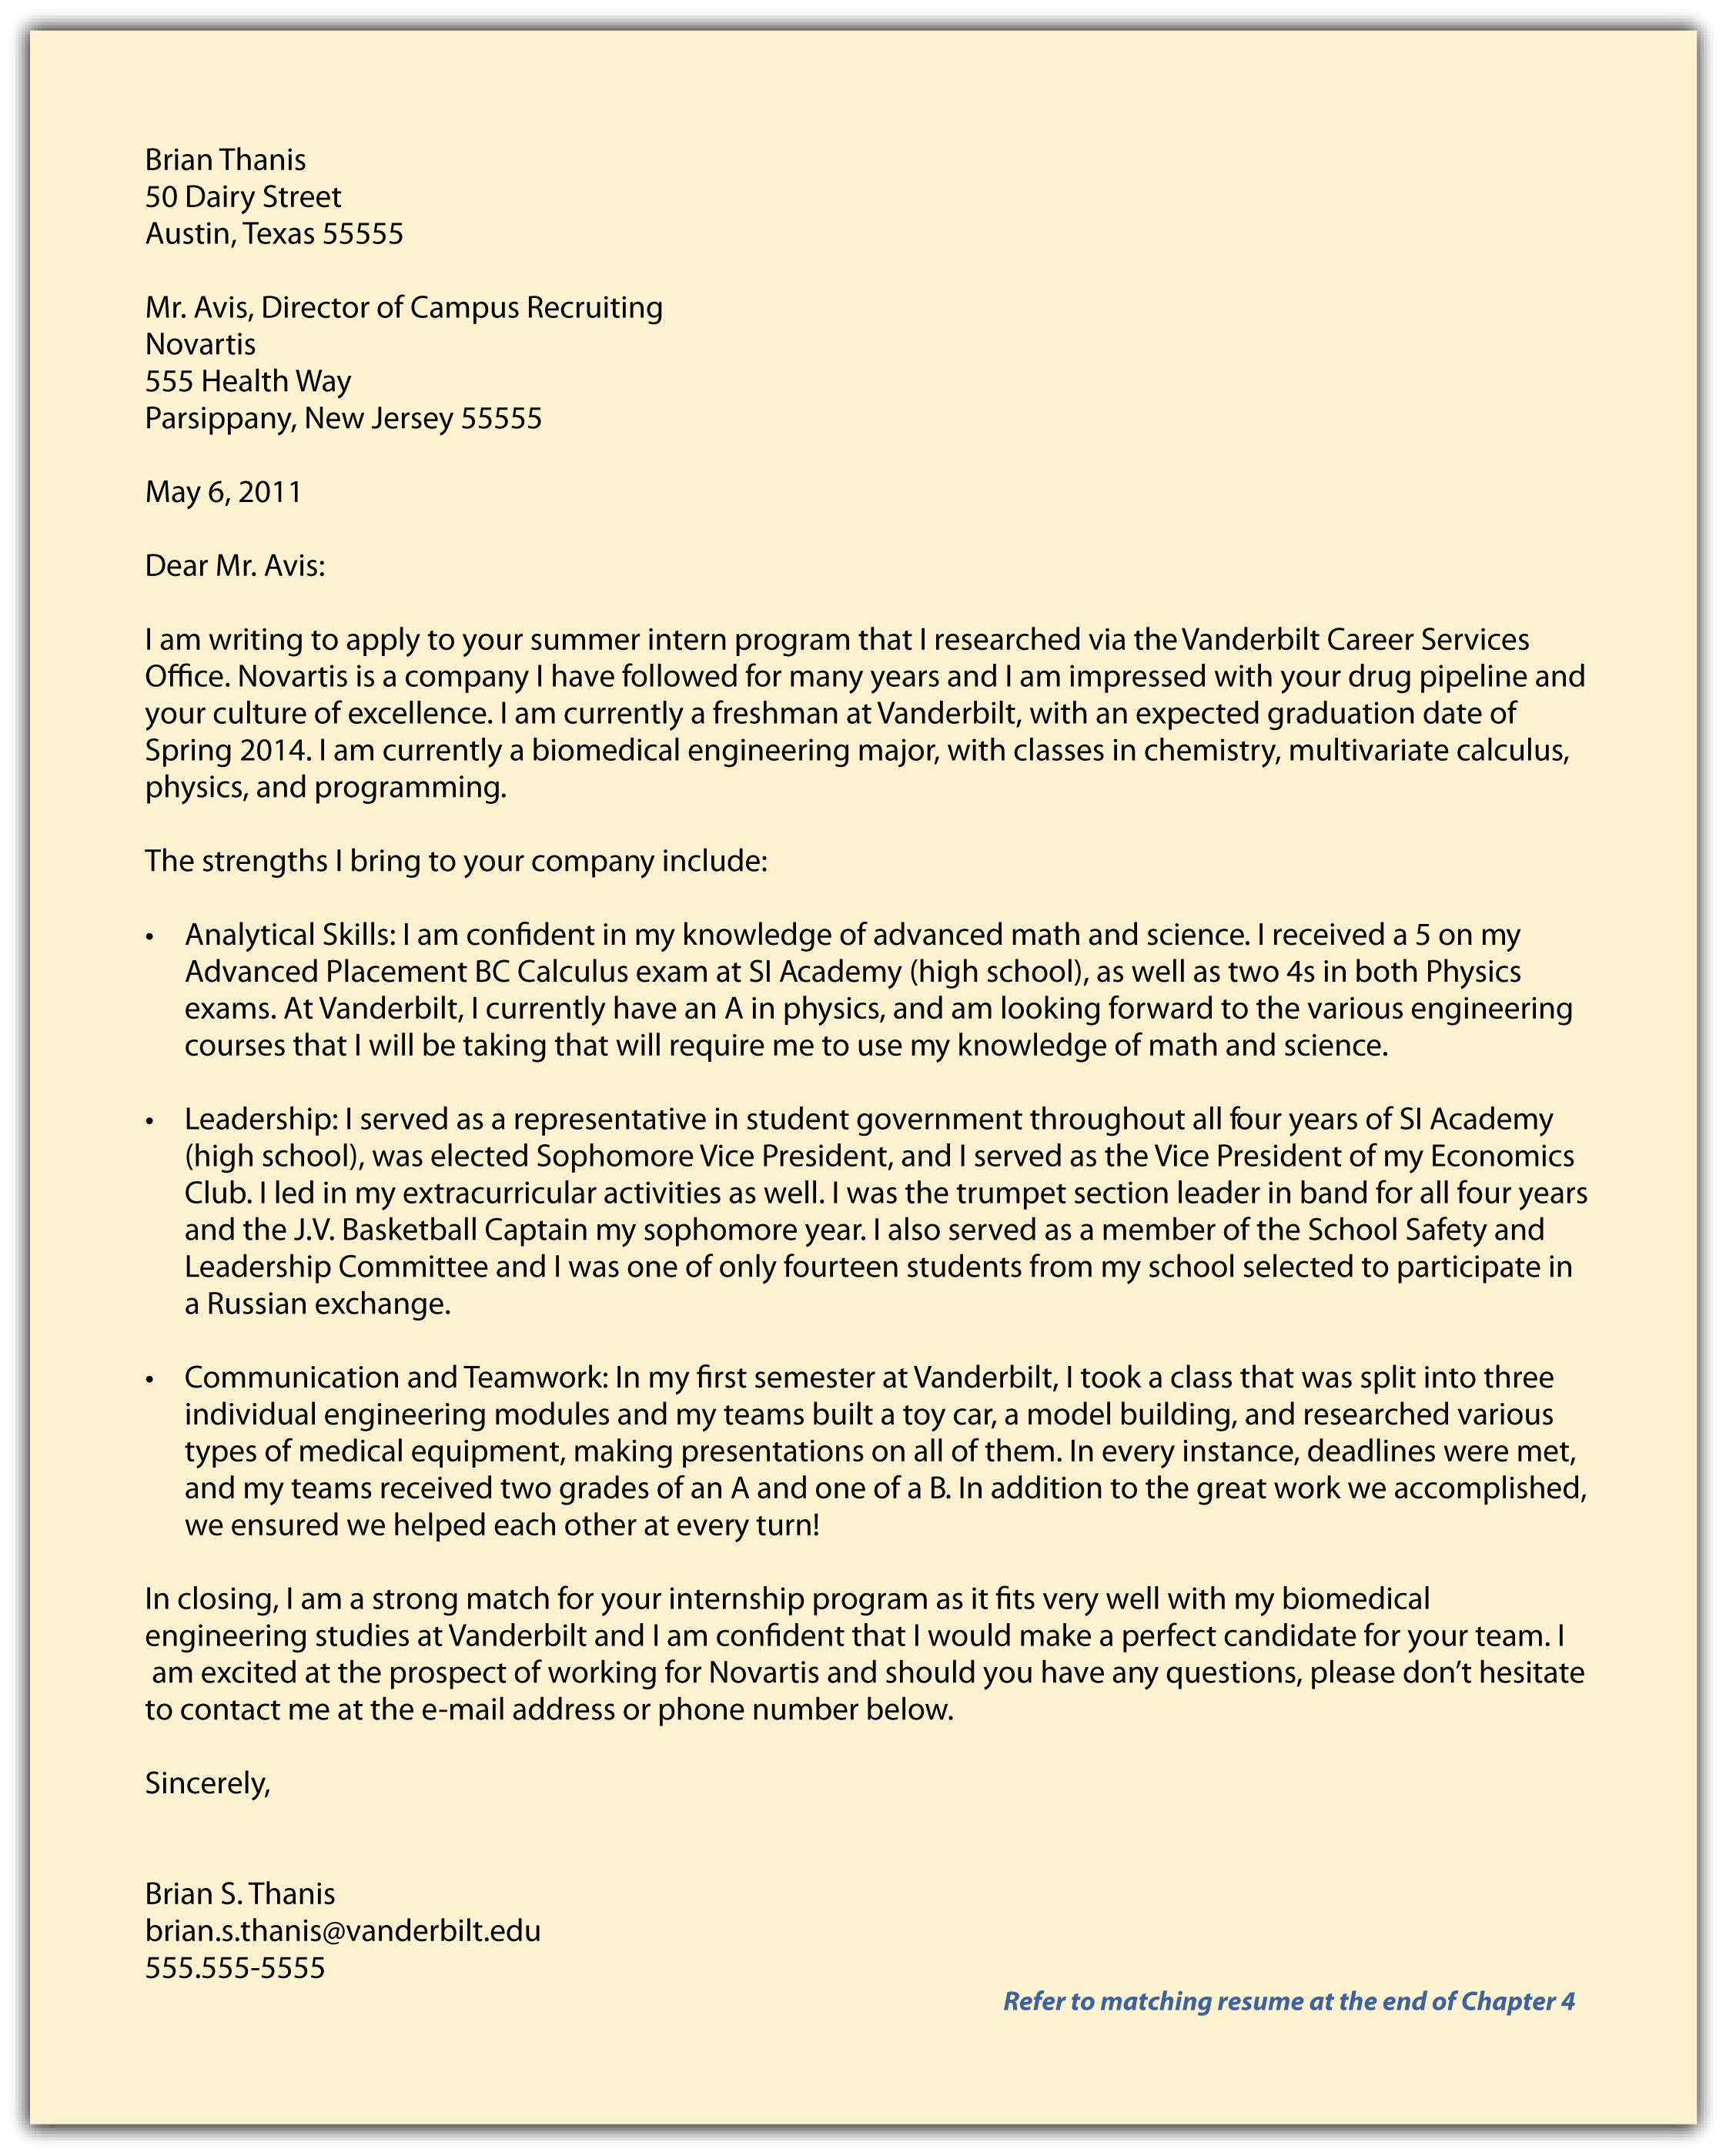 Brian Thanis
50 Dairy Street
Austin, Texas 55555
Mr. Avis, Director of Campus Recruiting
Novartis
555 Health Way
Parsippany, New Jersey 55555
May 6, 2011
Dear Mr. Avis:
I am writing to apply to your summer intern program that I researched via the Vanderbilt Career Services
Office. Novartis is a company I have followed for many years and I am impressed with your drug pipeline and
your culture of excellence. I am currently a freshman at Vanderbilt, with an expected graduation date of
Spring 2014. I am currently a biomedical engineering major, with classes in chemistry, multivariate calculus,
physics, and programming.
The strengths I bring to your company include:
• Analytical Skills: I am confident in my knowledge of advanced math and science. I received a 5 on my
Advanced Placement BC Calculus exam at SI Academy (high school), as well as two 4s in both Physics
exams. At Vanderbilt, I currently have an A in physics, and am looking forward to the various engineering
courses that I will be taking that will require me to use my knowledge of math and science.
• Leadership: I served as a representative in student government throughout all four years of SI Academy
(high school), was elected Sophomore Vice President, and I served as the Vice President of my Economics
Club. I led in my extracurricular activities as well. I was the trumpet section leader in band for all four years
and the J.V. Basketball Captain my sophomore year. I also served as a member of the School Safety and
Leadership Committee and I was one of only fourteen students from my school selected to participate in
a Russian exchange.
• Communication and Teamwork: In my first semester at Vanderbilt, I took a class that was split into three
individual engineering modules and my teams built a toy car, a model building, and researched various
types of medical equipment, making presentations on all of them. In every instance, deadlines were met,
and my teams received two grades of an A and one of a B. In addition to the great work we accomplished,
we ensured we helped each other at every turn!
In closing, I am a strong match for your internship program as it fits very well with my biomedical
engineering studies at Vanderbilt and I am confident that I would make a perfect candidate for your team. I
am excited at the prospect of working for Novartis and should you have any questions, please don’t hesitate
to contact me at the e-mail address or phone number below.
Sincerely,
Brian S. Thanis
brian.s.thanis@vanderbilt.edu
555.555-5555
Refer to matching resume at the end of Chapter 4